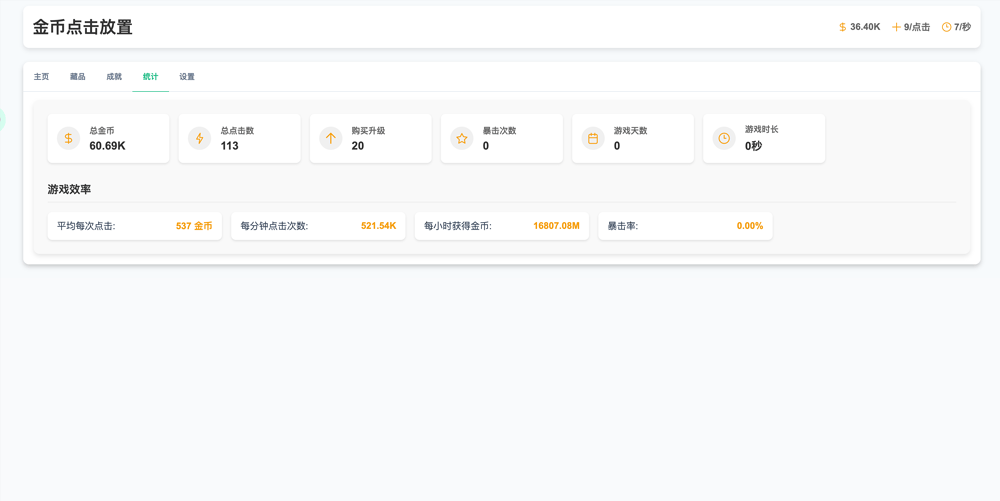 金币点击放置
36.40K
9/点击
7/秒
主页
藏品
成就
统计
设置
总金币
60.69K
总点击数
113
购买升级
20
暴击次数
0
游戏天数
0
游戏时长
0秒
游戏效率
平均每次点击: 537 金币
每分钟点击次数: 521.54K
每小时获得金币: 16807.08M
暴击率: 0.00%